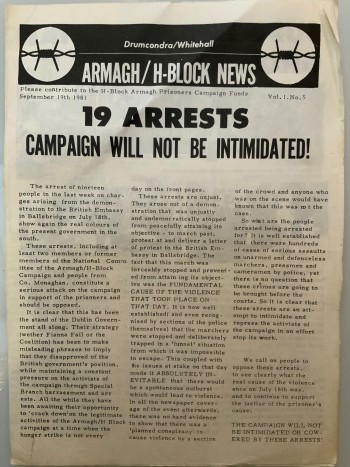 Drumcondra/Whitehall
ARMAGH/H-BLOCK NEWS
Please contribute to the H-Block Armagh Prisoners Campaign Funds
September 19th 1981
Vol.1.No.5
19 ARRESTS
CAMPAIGN WILL NOT BE INTIMIDATED!
The arrest of nineteen
people in the last week on char-
ges arising from the demon-
stration to the British Embassy
in Ballsbridge on July 18th,
show again the real colours of
the present government in the
south.
These arrests, including at
least two members or former
members of the National Comm
ittee of the Armagh/H-Block
Campaign and people from
Co. Monaghan, constitute a
serious attack on the campaign
in support of the prisoners and
should be opposed.
It is clear that this has been
the stand of the Dublin Govern-
ment all along. Their strategy
(wether Fianna Fail or the
Coalition) has been to make
misleading phrases to imply
that they disapproved of the
British government's position,
while maintaining a constant
pressure on the activists of
the campaign through Special
Branch harrassment and arr
ests. All the while they have
been awaiting their opportunity
to 'crack down' on the legitimate
activities of the Armagh/H Block
campaign at a time when the
hunger strike is not every
day on the front pages.
These arrests are unjust.
They arose out of a demon-
stration that was unjustly
and undemocratically stopped
from peacefully attaining its
objective - to march past,
protest at and deliver a letter
of protest to the British Em-
bassy in Ballsbridge. The
fact that this march was
forceably stopped and prevent-
ed from attaining its objec-
tive was the FUNDAMENTAL
CAUSE OF THE VIOLENCE
THAT TOOK PLACE ON
THAT DAY. It is now well
established (and even recog-
nised by sections of the police
themselves) that the marchers
were stopped and deliberately
trapped in a 'funnel' situation
from which it was impossible
to escape. This coupled with
the issues at stake on that day
made it ABSOLUTELY IN-
EVITABLE that there would
be a spontaneous outburst
which would lead to violence.
In all the newspaper cover-
age of the event afterwards,
there was no hard evidence
to show that there was a
'planned conspiracy' to
cause violence by a section
of the crowd and anyone who
was on the scene would have
known that this was not the
case.
So what are the people
arrested being arrested
for? It is well established
that there were hundreds
of cases of serious assaults
on unarmed and defenceless
marchers, pressmen and
cameramen by police, yet
there is no question that
these crimes are going to
be brought before the
courts. So it is clear that
these arrests are an att-
empt to intimidate and
repress the activists of
the campaign in an effort
stop its work.
We call on people to
oppose these arrests,
to see clearly what the
real cause of the violence
once on July 18th was,
and to continue to support
the justice of the prisoner's
cause.
THE CAMPAIGN WILL NOT
BE INTIMIDATED OR COW-
ERED BY THESE ARRESTS!